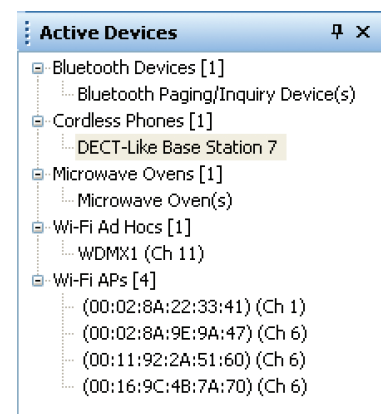 Active Devices
Bluetooth Devices [1]
Bluetooth Paging/Inquiry Device(s)
Cordless Phones [1]
DECT-Like Base Station 7
Microwave Ovens [1]
Microwave Oven(s)
Wi-Fi Ad Hocs [1]
WDMX1 (Ch 11)
Wi-Fi APs [4]
(00:02:8A:22:33:41) (Ch 1)
(00:02:8A:9E:9A:47) (Ch 6)
(00:11:92:2A:51:60) (Ch 6)
(00:16:9C:4B:7A:70) (Ch 6)